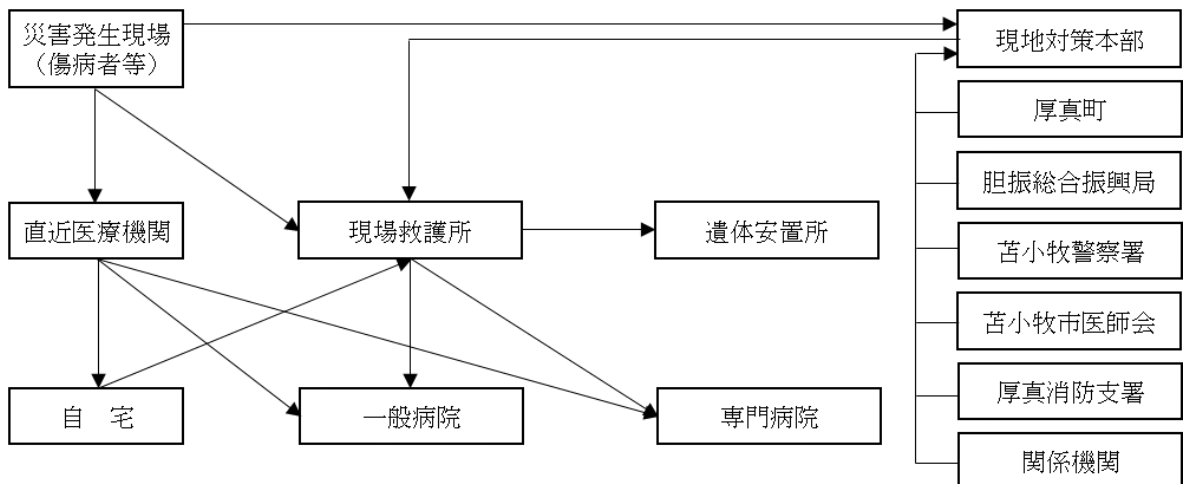 災害発生現場
（傷病者等）
現地対策本部
厚真町
胆振総合振興局
直近医療機関
現場救護所
遺体安置所
苫小牧警察署
苫小牧市医師会
自　宅
一般病院
専門病院
厚真消防支署
関係機関